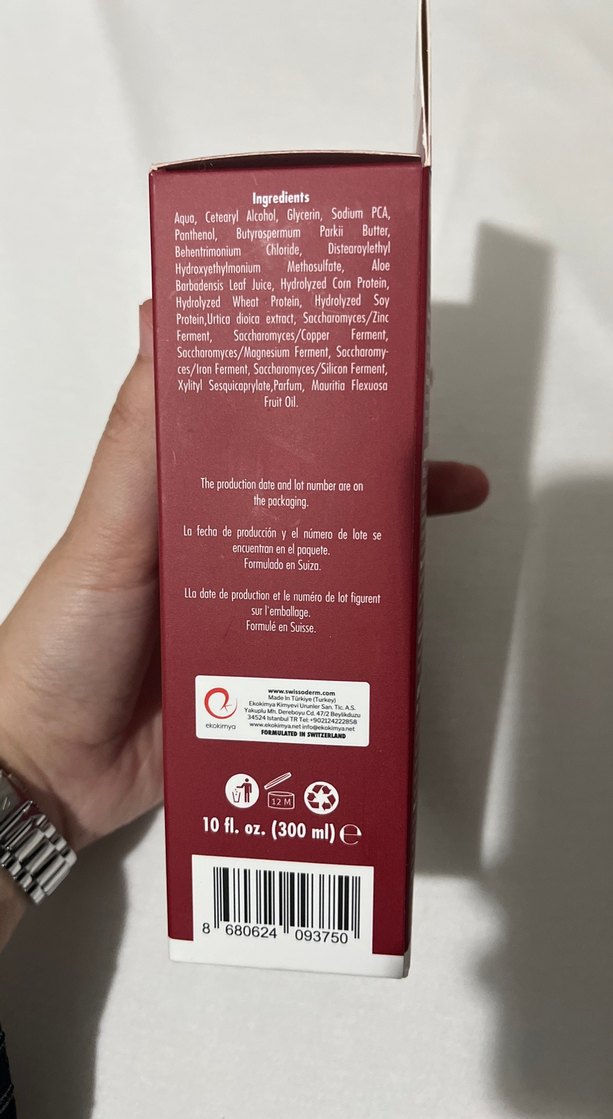 Ingredients
Aqua, Cetearyl Alcohol, Glycerin, Sodium PCA,
Panthenol, Butyrospermum Parkii Butter,
Behentrimonium Chloride, Distearoylethyl
Hydroxyethylmonium Methosulfate, Aloe
Barbadensis Leaf Juice, Hydrolyzed Corn Protein,
Hydrolyzed Wheat Protein, Hydrolyzed Soy
Protein,Urtica dioica extract, Saccharomyces/Zinc
Ferment, Saccharomyces/Copper Ferment,
Saccharomyces/Magnesium Ferment, Saccharomy-
ces/Iron Ferment, Saccharomyces/Silicon Ferment,
Xylityl Sesquicaprylate,Parfum, Mauritia Flexuosa
Fruit Oil.
The production date and lot number are on
the packaging.
La fecha de producción y el número de lote se
encuentran en el paquete.
Formulado en Suiza.
LLa date de production et le numéro de lot figurent
sur l'emballage.
Formulé en Suisse.
ekokimya
www.swissoderm.com
Made In Türkiye (Turkey)
Ekokimya Kimyevi Urunler San. Tic. A.S.
Yakuplu Mh. Dereboyu Cd. 47/2 Beylikduzu
34524 Istanbul TR Tel: +902124222858
www.ekokimya.net info@ekokimya.net
FORMULATED IN SWITZERLAND
12 M
10 fl. oz. (300 ml) e
8 680624 093750